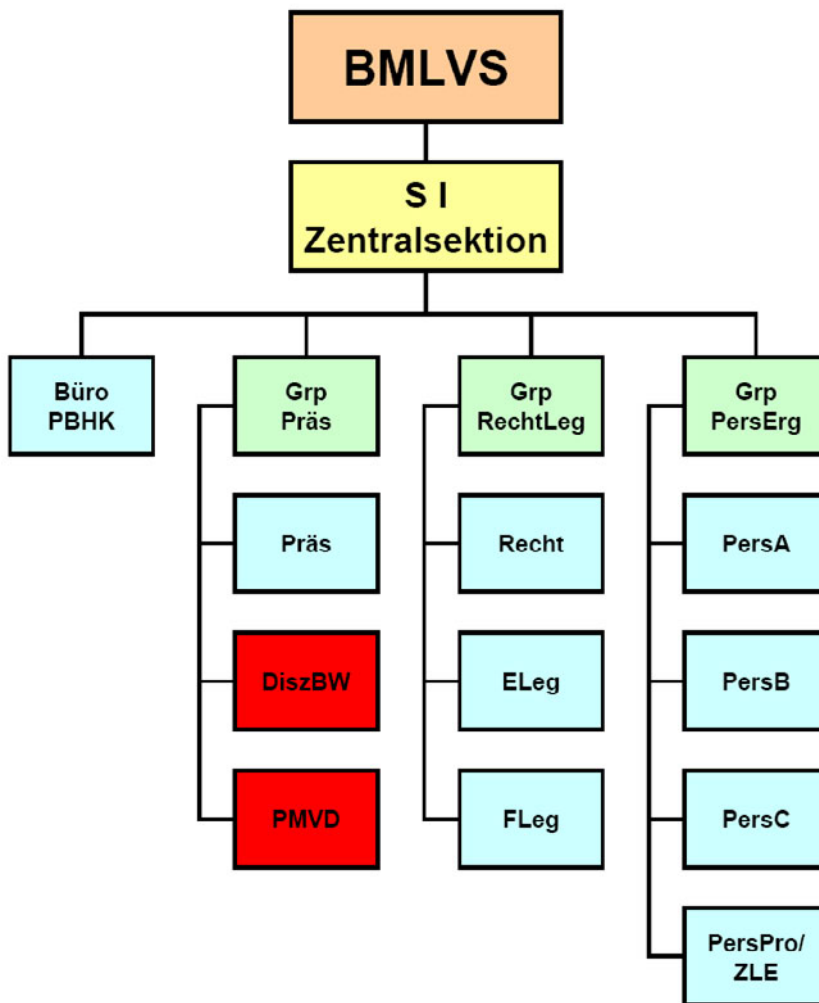 BMLVS
S I
Zentralsektion
Büro
PBHK
Grp
Präs
Grp
RechtLeg
Grp
PersErg
Präs
Recht
PersA
DiszBW
ELeg
PersB
PMVD
FLeg
PersC
PersPro/
ZLE